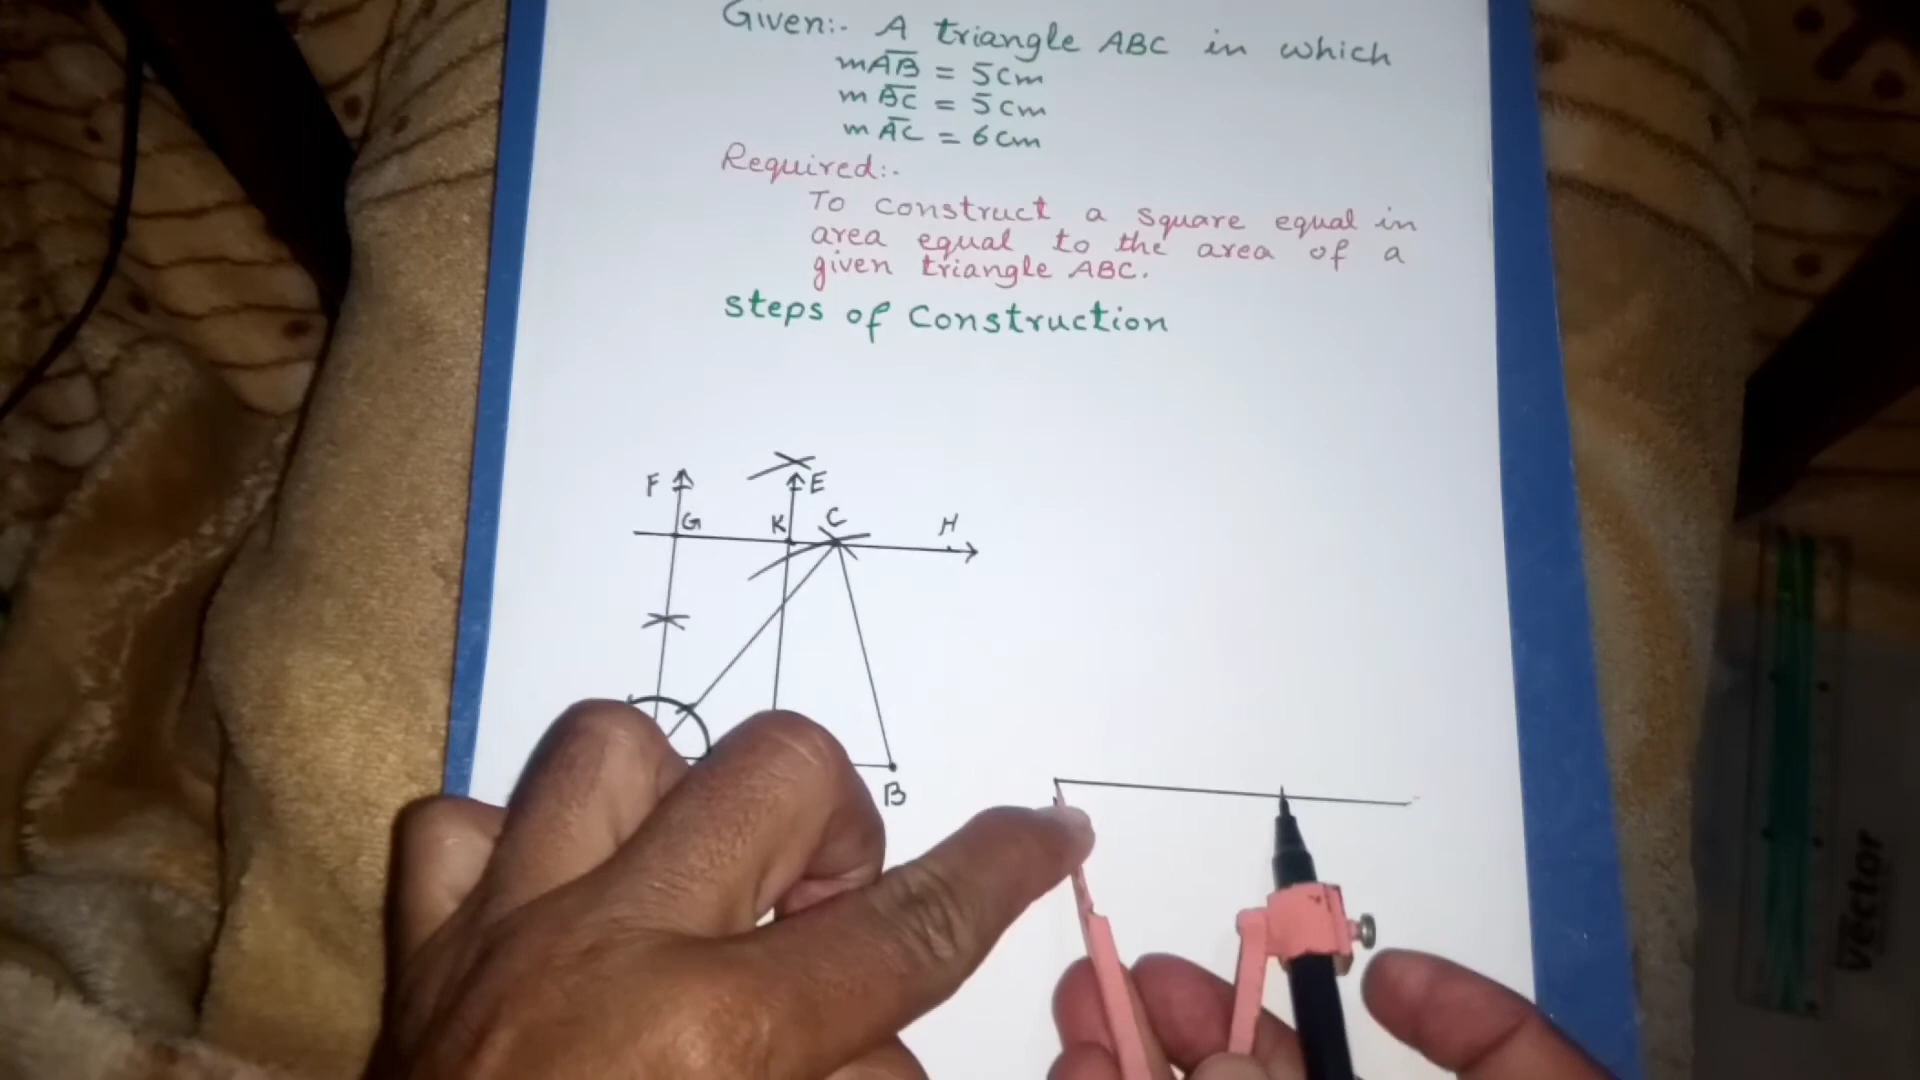 Given:- A triangle ABC in which
mAB = 5cm
mBC = 5cm
mAC = 6cm
Required:-
To construct a square equal in
area equal to the area of a
given triangle ABC.
Steps of Construction
F E
G K C H
B
Vector